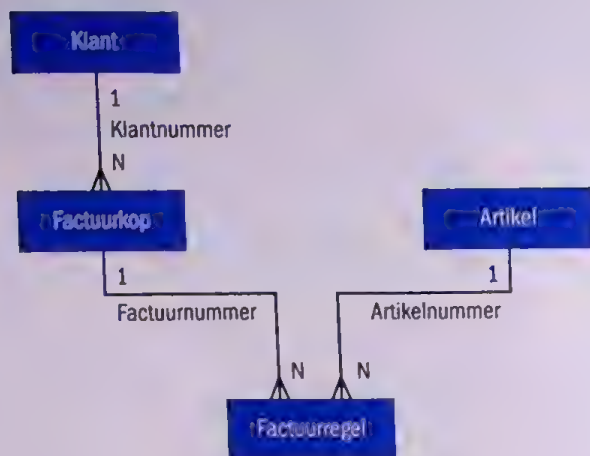 Klant
1
Klantnummer
N
Factuurkop
Artikel
1
1
Factuurnummer
Artikelnummer
N
N
Factuurregel